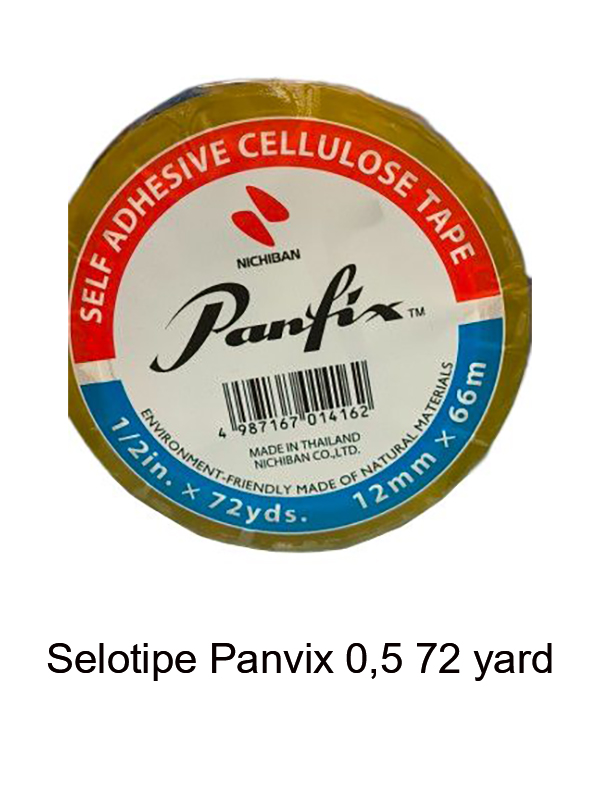 SELF ADHESIVE CELLULOSE TAPE
NICHIBAN
Panfix™
4 987167 014162
MADE IN THAILAND
NICHIBAN CO.,LTD.
ENVIRONMENT-FRIENDLY MADE OF NATURAL MATERIALS
1/2in. x 72yds. 12mm x 66m
Selotipe Panvix 0,5 72 yard